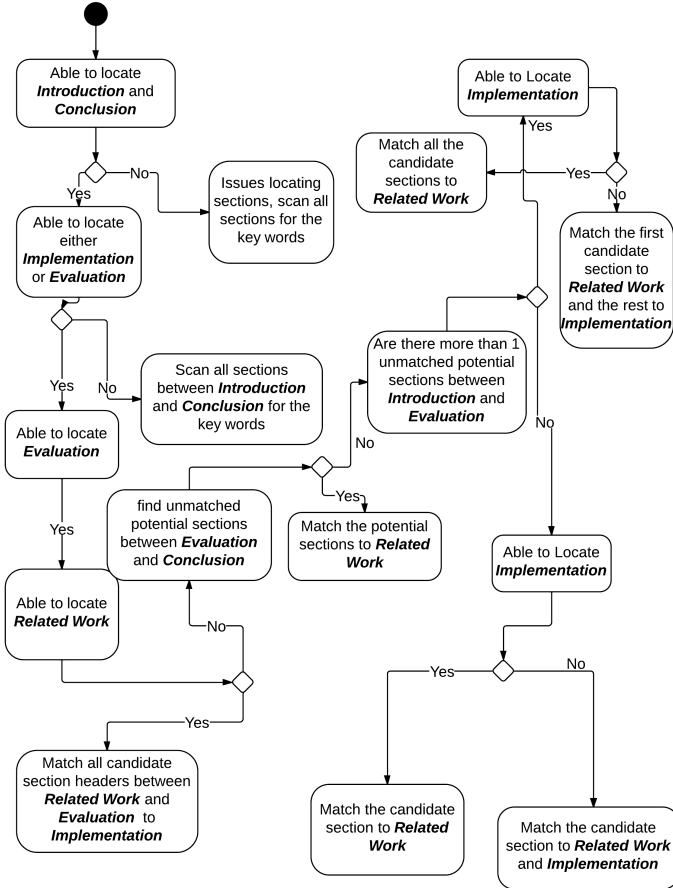 Able to locate
Introduction and
Conclusion
No
Yes
Issues locating
sections, scan all
sections for the
key words
Able to locate
either
Implementation
or Evaluation
Yes
No
Scan all sections
between Introduction
and Conclusion for the
key words
Able to locate
Evaluation
Yes
Able to locate
Related Work
No
Yes
Match all candidate
section headers between
Related Work and
Evaluation to
Implementation
find unmatched
potential sections
between Evaluation
and Conclusion
Yes
Match the potential
sections to Related
Work
No
Are there more than 1
unmatched potential
sections between
Introduction and
Evaluation
Yes
Able to Locate
Implementation
Yes
Match all the
candidate
sections to
Related Work
No
Match the first
candidate
section to
Related Work
and the rest to
Implementation
No
Able to Locate
Implementation
Yes
No
Match the candidate
section to Related
Work
Match the candidate
section to Related Work
and Implementation